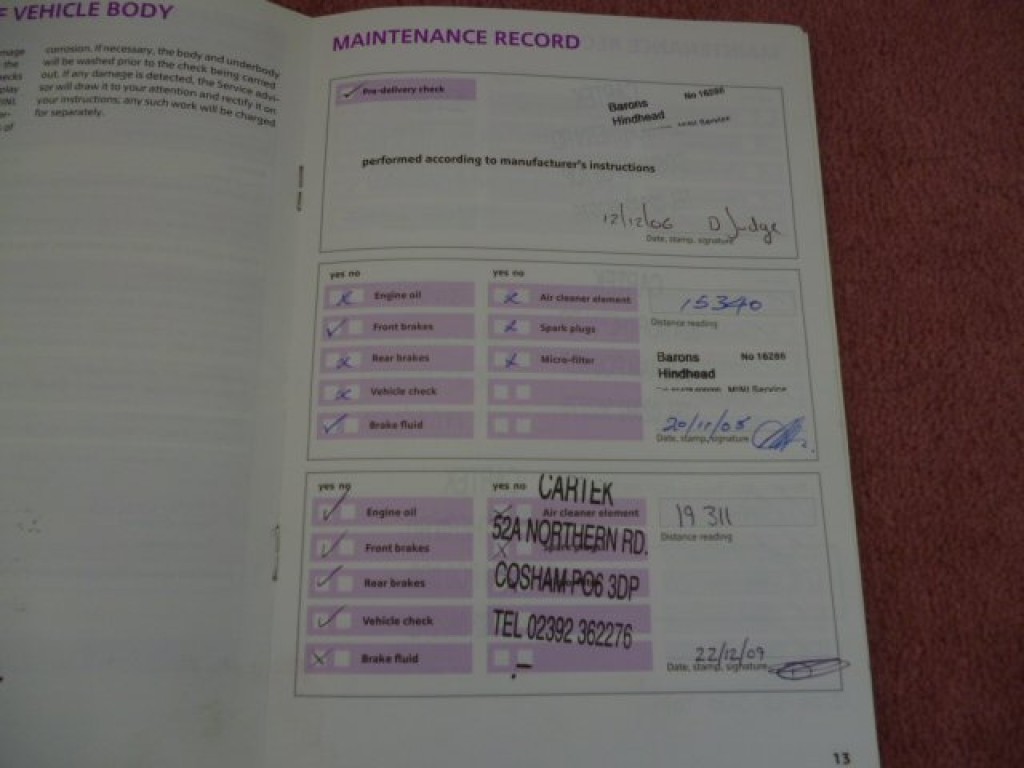 F VEHICLE BODY
corrosion. If necessary, the body and underbody
will be washed prior to the check being carried
out. If any damage is detected, the Service advi-
sor will draw it to your attention and rectify it on
your instructions; any such work will be charged
for separately.
MAINTENANCE RECORD
Pre-delivery check
Barons No 16286
Hindhead
MINI Service
performed according to manufacturer's instructions
12/12/06 D Judge
Date, stamp, signature
yes no yes no
Engine oil Air cleaner element 15340
Distance reading
Front brakes Spark plugs
Rear brakes Micro-filter
Barons No 16286
Hindhead
MINI Service
Vehicle check
Brake fluid
20/11/08
Date, stamp, signature
yes no yes no
CARTEK
Engine oil Air cleaner element 19 311
Distance reading
52A NORTHERN RD.
Front brakes
Rear brakes
COSHAM PO6 3DP
Vehicle check
TEL 02392 362276
Brake fluid
22/12/09
Date, stamp, signature
13